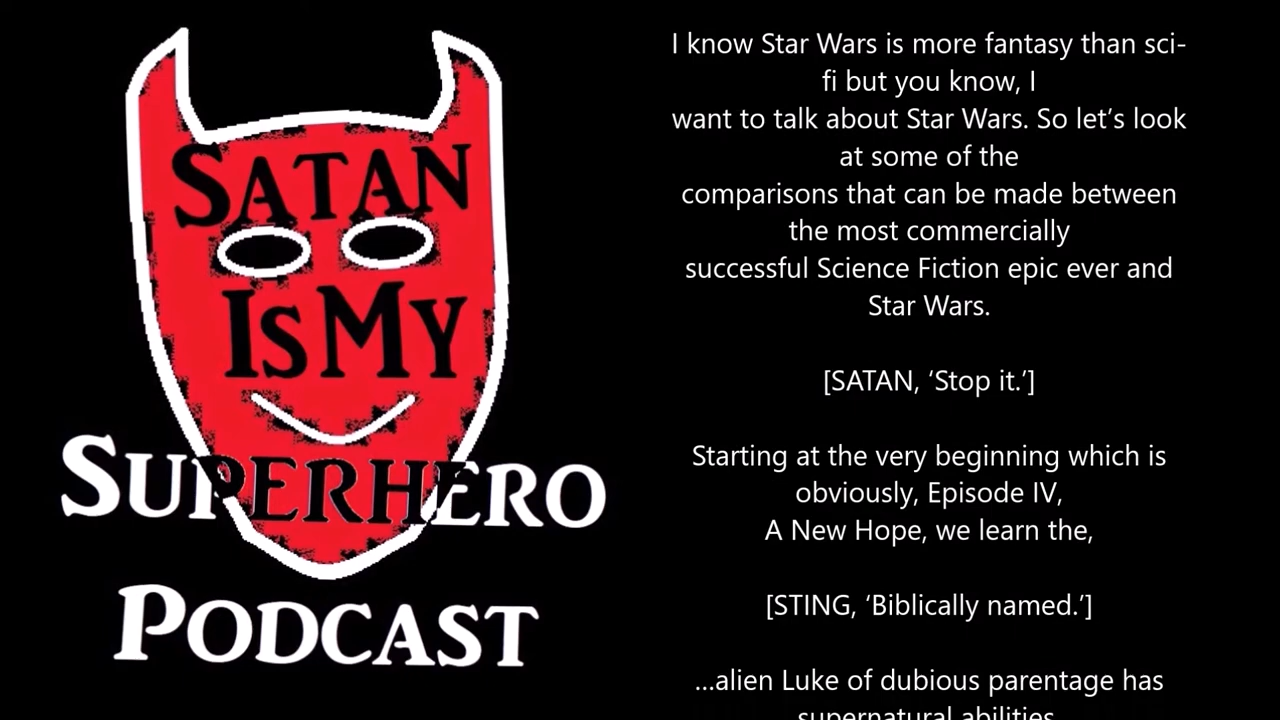 SATAN
IS MY
SUPERHERO
PODCAST
I know Star Wars is more fantasy than sci-
fi but you know, I
want to talk about Star Wars. So let’s look
at some of the
comparisons that can be made between
the most commercially
successful Science Fiction epic ever and
Star Wars.
[SATAN, ‘Stop it.’]
Starting at the very beginning which is
obviously, Episode IV,
A New Hope, we learn the,
[STING, ‘Biblically named.’]
…alien Luke of dubious parentage has
supernatural abilities